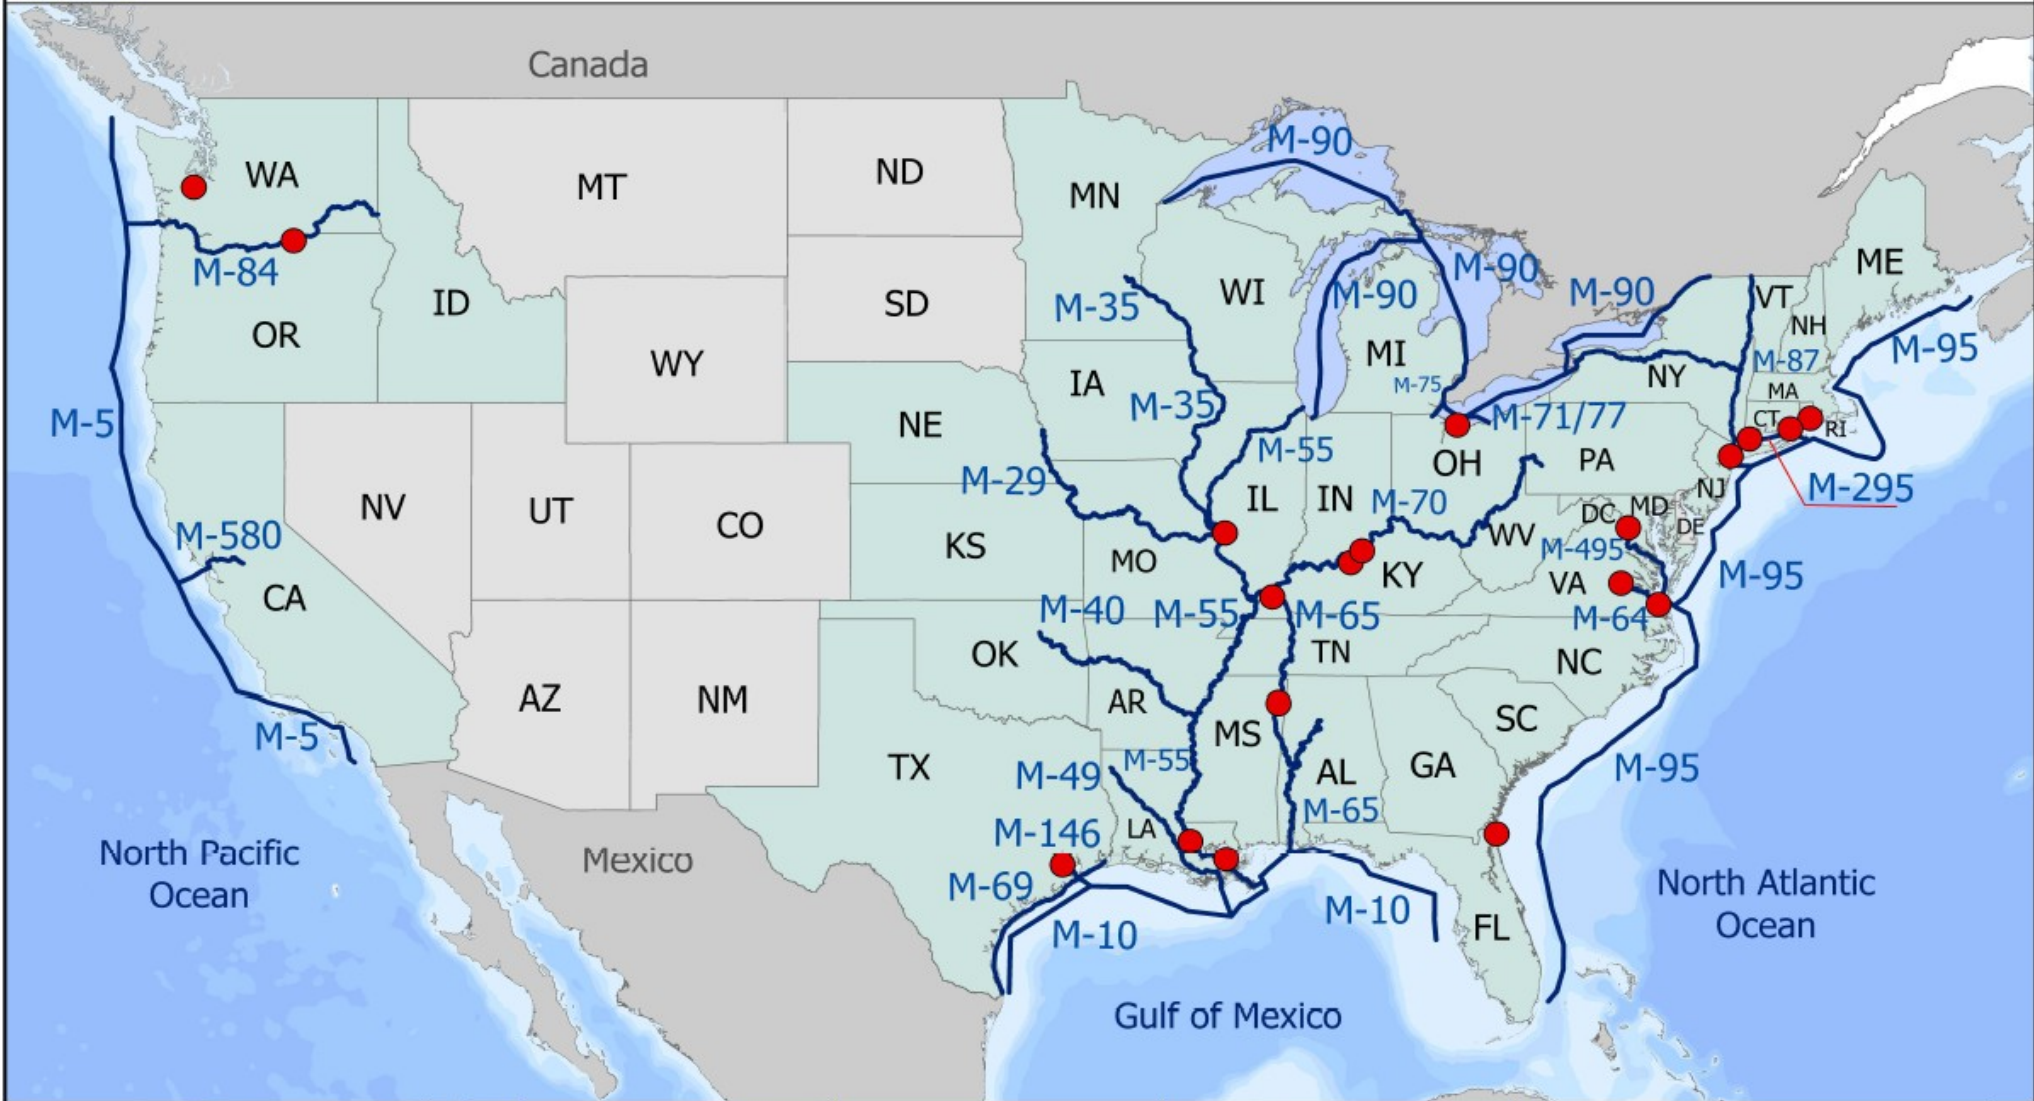 Canada
M-90
WA
MT
ND
MN
M-84
ID
SD
WI
M-35
M-90
M-90
M-90
ME
VT
NH
OR
WY
IA
MI
M-75
M-87
M-95
NY
MA
M-5
NE
M-35
M-71/77
CT
RI
M-55
OH
PA
M-29
NV
UT
CO
IL
IN
M-70
NJ
M-295
M-580
KS
MO
WV
DC
MD
DE
M-495
CA
KY
VA
M-95
M-40
M-55
M-65
M-64
OK
TN
NC
AZ
NM
AR
MS
SC
M-5
TX
M-55
M-49
AL
GA
M-95
M-65
LA
M-146
North Pacific
Ocean
Mexico
M-69
M-10
M-10
FL
North Atlantic
Ocean
Gulf of Mexico